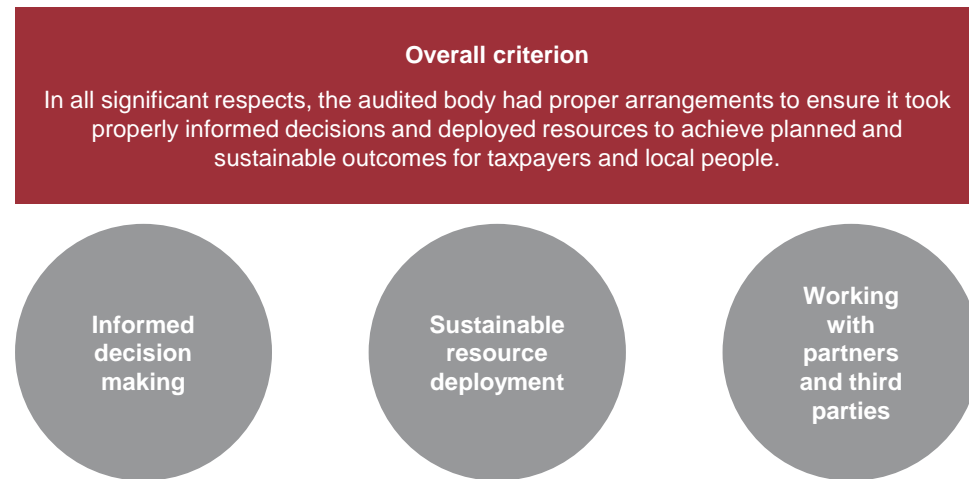 Overall criterion
In all significant respects, the audited body had proper arrangements to ensure it took
properly informed decisions and deployed resources to achieve planned and
sustainable outcomes for taxpayers and local people.
Informed
decision
making
Sustainable
resource
deployment
Working
with
partners
and third
parties